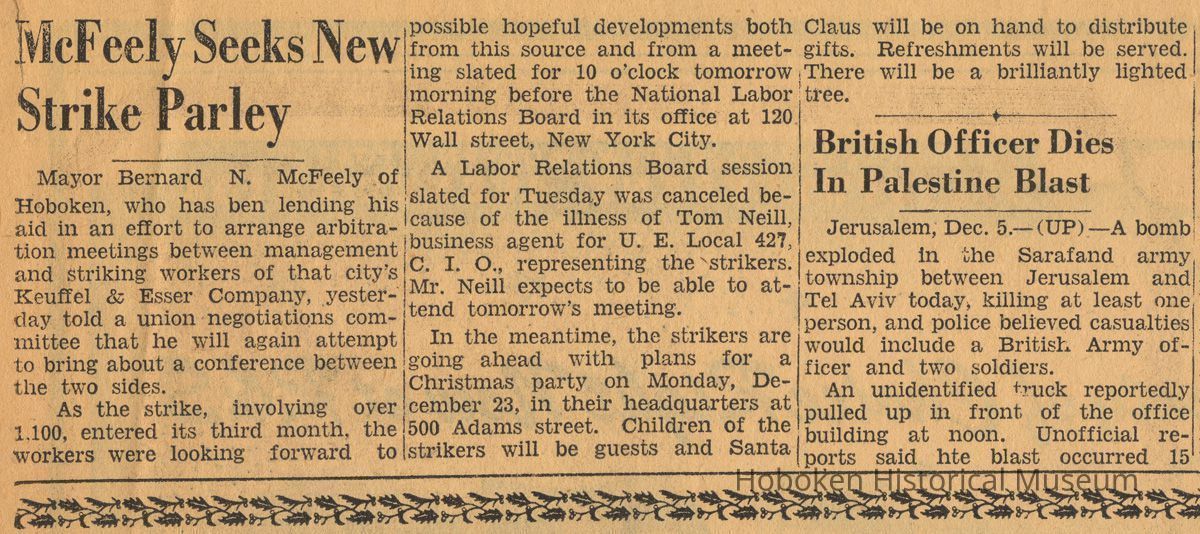 McFeely Seeks New
Strike Parley
Mayor Bernard N. McFeely of
Hoboken, who has ben lending his
aid in an effort to arrange arbitra-
tion meetings between management
and striking workers of that city's
Keuffel & Esser Company, yester-
day told a union negotiations com-
mittee that he will again attempt
to bring about a conference between
the two sides.
As the strike, involving over
1.100, entered its third month, the
workers were looking forward to
possible hopeful developments both
from this source and from a meet-
ing slated for 10 o'clock tomorrow
morning before the National Labor
Relations Board in its office at 120
Wall street, New York City.
A Labor Relations Board session
slated for Tuesday was canceled be-
cause of the illness of Tom Neill,
business agent for U. E. Local 427,
C. I. O., representing the strikers.
Mr. Neill expects to be able to at-
tend tomorrow's meeting.
In the meantime, the strikers are
going ahead with plans for a
Christmas party on Monday, De-
cember 23, in their headquarters at
500 Adams street. Children of the
strikers will be guests and Santa
Claus will be on hand to distribute
gifts. Refreshments will be served.
There will be a brilliantly lighted
tree.
British Officer Dies
In Palestine Blast
Jerusalem, Dec. 5.—(UP)—A bomb
exploded in the Sarafand army
township between Jerusalem and
Tel Aviv today, killing at least one
person, and police believed casualties
would include a British Army of-
ficer and two soldiers.
An unidentified truck reportedly
pulled up in front of the office
building at noon. Unofficial re-
ports said hte blast occurred 15
Hoboken Historical Museum